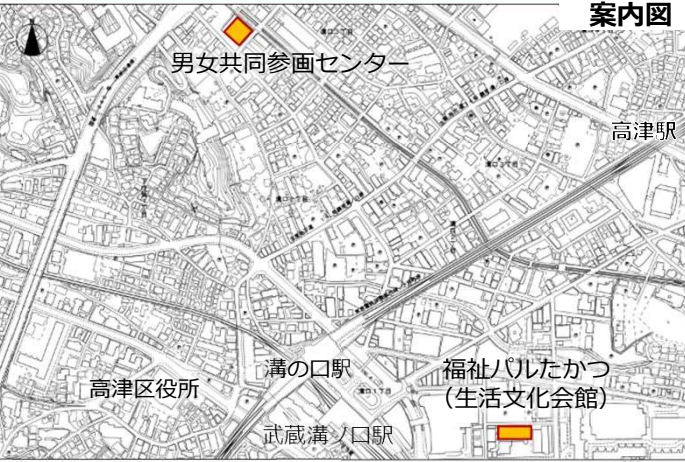 案内図
男女共同参画センター
高津駅
溝の口駅
福祉パルたかつ
(生活文化会館)
高津区役所
武蔵溝ノ口駅